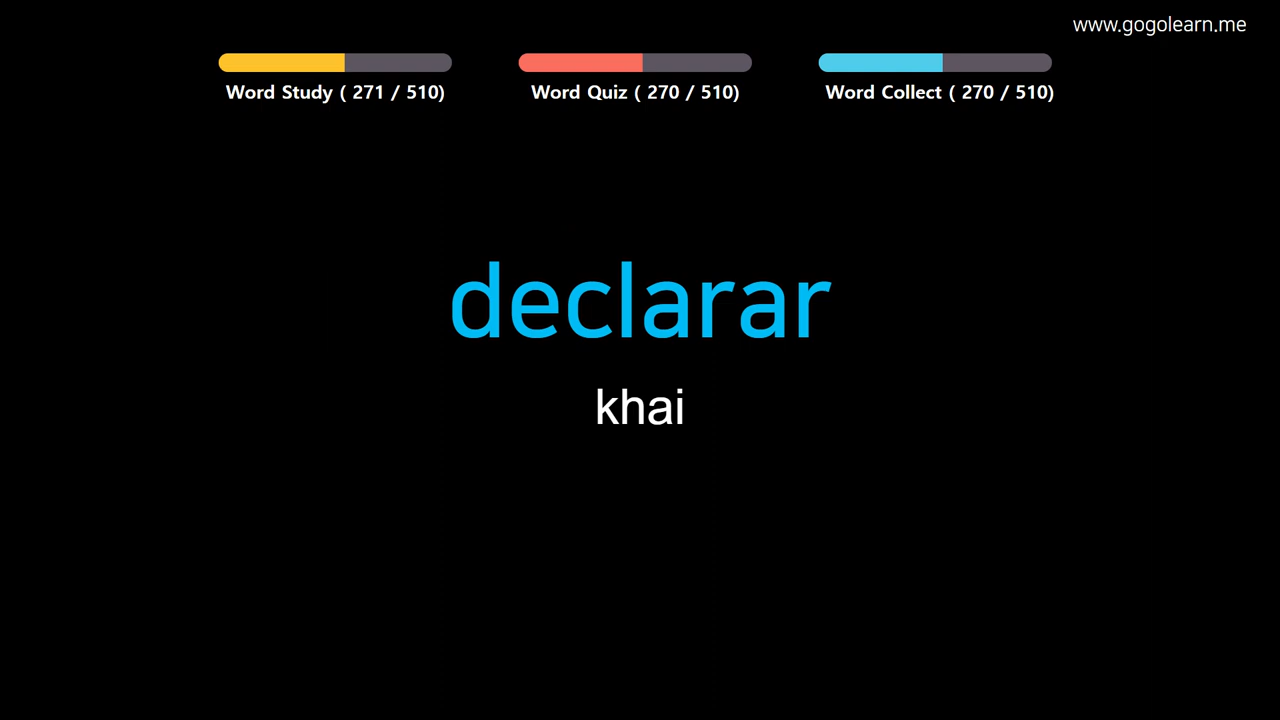 www.gogolearn.me
Word Study ( 271 / 510)
Word Quiz ( 270 / 510)
Word Collect ( 270 / 510)
declarar
khai